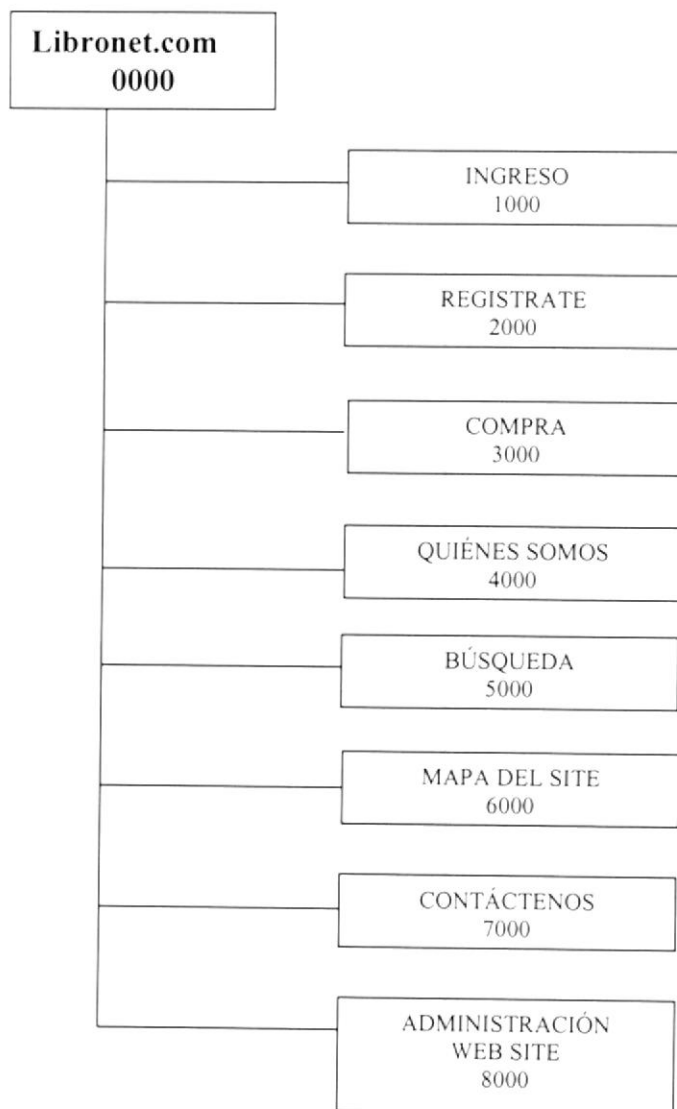 Libronet.com
0000
INGRESO
1000
REGISTRATE
2000
COMPRA
3000
QUIÉNES SOMOS
4000
BÚSQUEDA
5000
MAPA DEL SITE
6000
CONTÁCTENOS
7000
ADMINISTRACIÓN
WEB SITE
8000